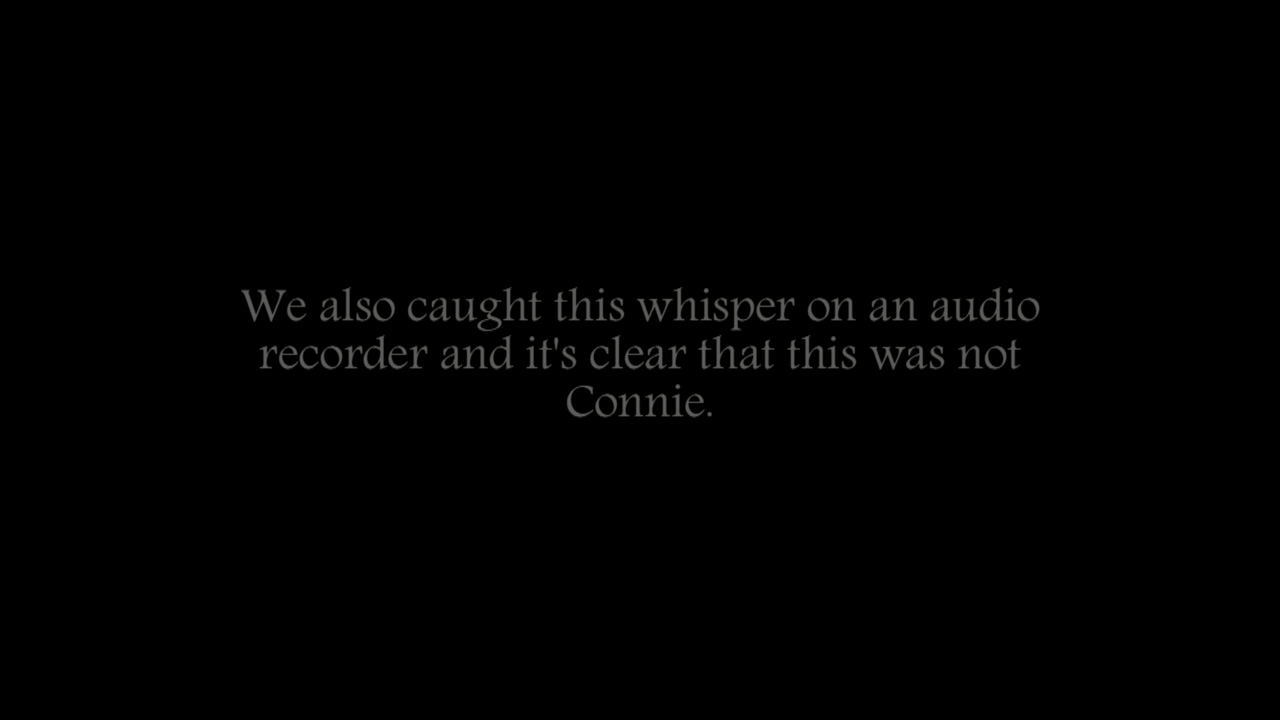 We also caught this whisper on an audio
recorder and it's clear that this was not
Connie.